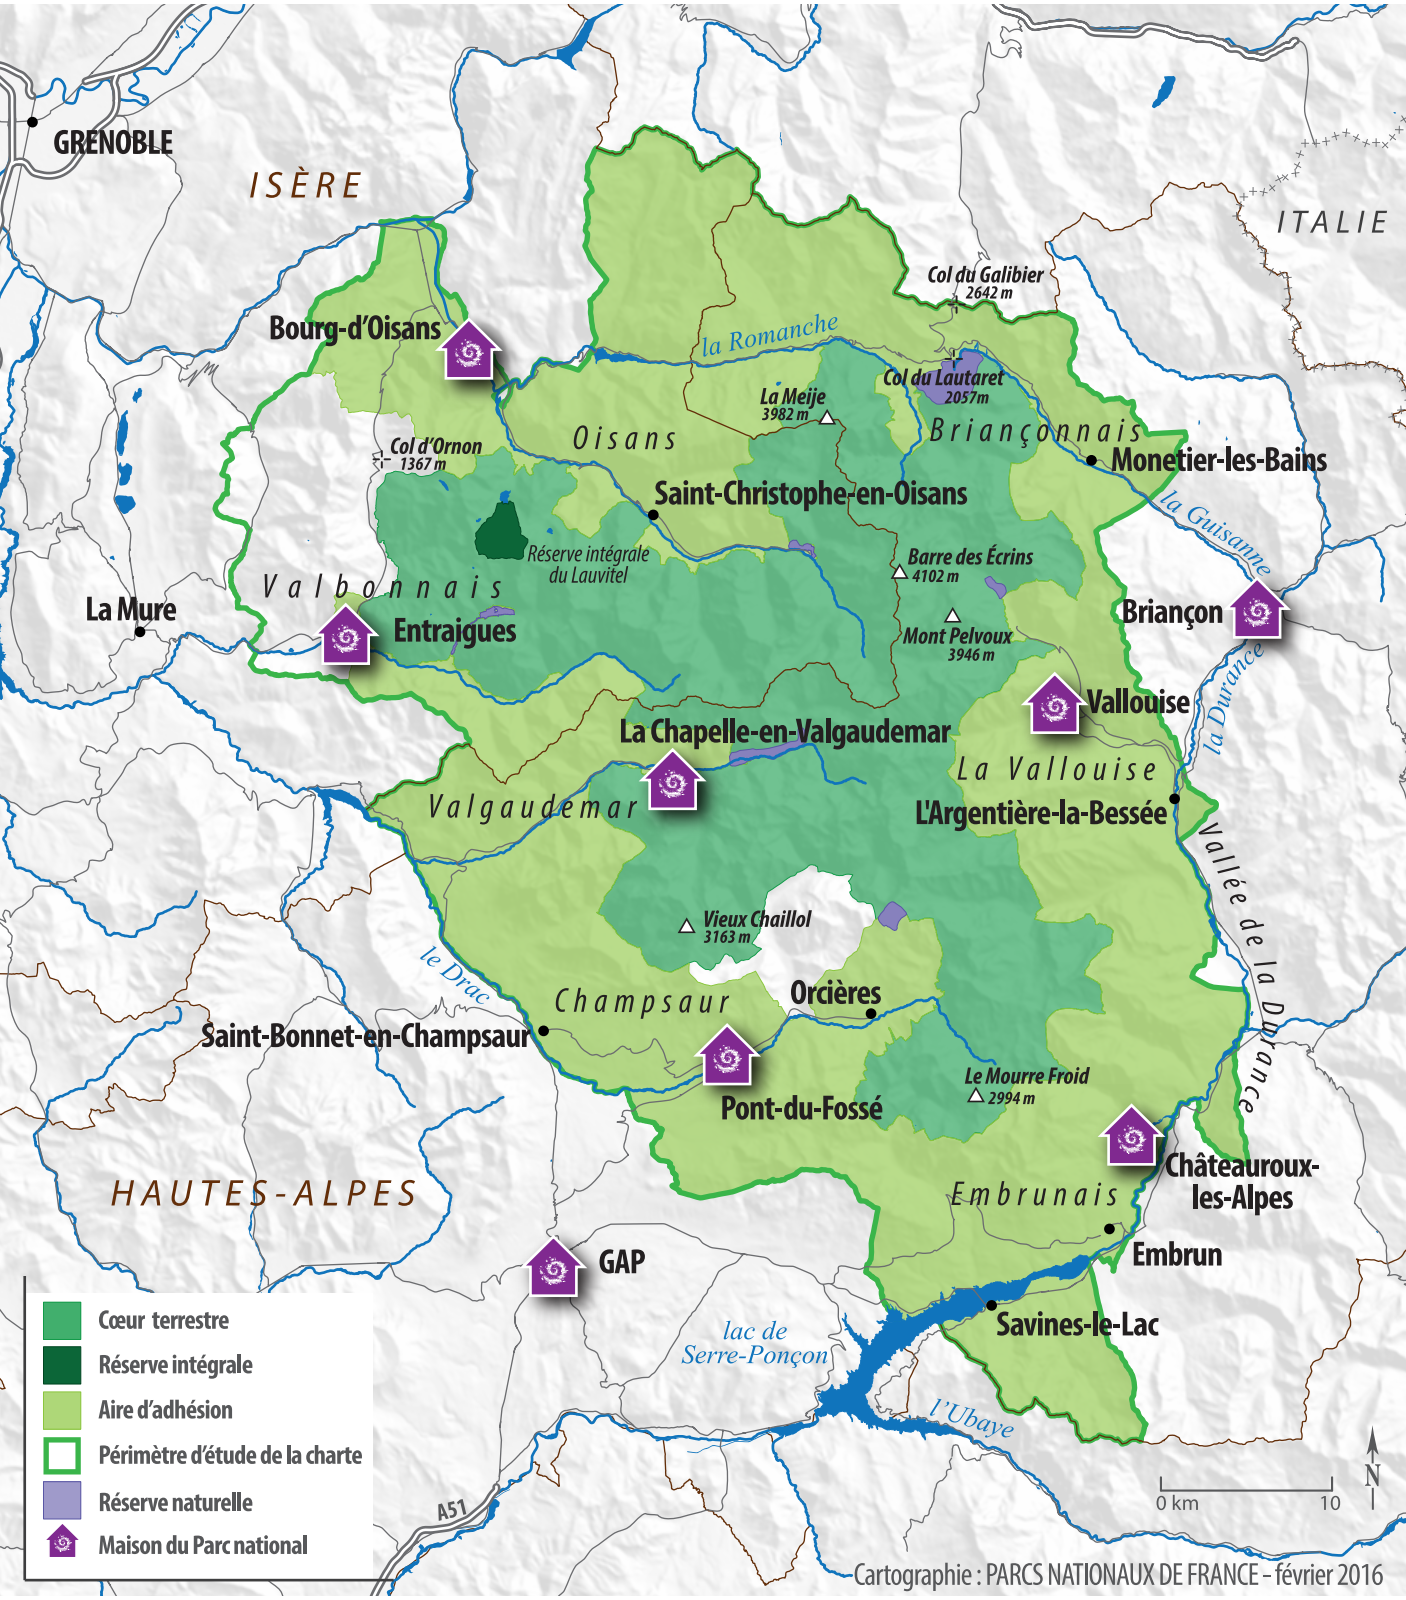 GRENOBLE
ISÈRE
ITALIE
Col du Galibier
2642 m
Bourg-d'Oisans
la Romanche
Col du Lautaret
2057m
La Meije
3982 m
Oisans
Briançonnais
Col d'Ornon
1367 m
Monetier-les-Bains
Saint-Christophe-en-Oisans
la Guisanne
Réserve intégrale
du Lauvitel
Barre des Écrins
4102 m
Valbonnais
La Mure
Entraigues
Briançon
Mont Pelvoux
3946 m
la Durance
Vallouise
La Chapelle-en-Valgaudemar
La Vallouise
Valgaudemar
L'Argentière-la-Bessée
Vallée de la Durance
Vieux Chaillol
3163 m
le Drac
Champsaur
Orcières
Saint-Bonnet-en-Champsaur
Le Mourre Froid
2994 m
Pont-du-Fossé
Châteauroux-
les-Alpes
HAUTES-ALPES
Embrunais
Embrun
GAP
Savines-le-Lac
lac de
Serre-Ponçon
l'Ubaye
A51
Cœur terrestre
Réserve intégrale
Aire d'adhésion
Périmètre d'étude de la charte
Réserve naturelle
Maison du Parc national
N
0 km 10
Cartographie : PARCS NATIONAUX DE FRANCE - février 2016